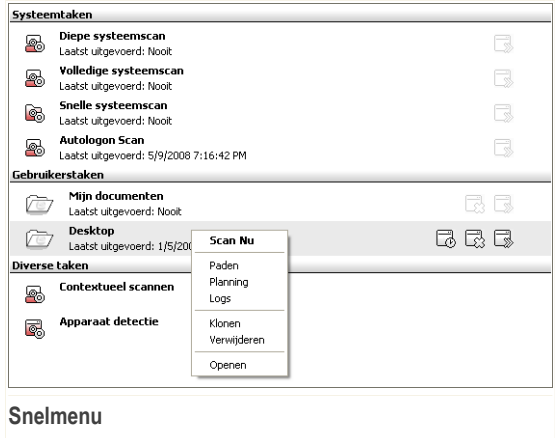 Systeemtaken
Diepe systeemscan
Laatst uitgevoerd: Nooit
Volledige systeemscan
Laatst uitgevoerd: Nooit
Snelle systeemscan
Laatst uitgevoerd: Nooit
Autologon Scan
Laatst uitgevoerd: 5/9/2008 7:16:42 PM
Gebruikerstaken
Mijn documenten
Laatst uitgevoerd: Nooit
Desktop
Laatst uitgevoerd: 1/5/200
Scan Nu
Paden
Planning
Logs
Klonen
Verwijderen
Openen
Diverse taken
Contextueel scannen
Apparaat detectie
Snelmenu